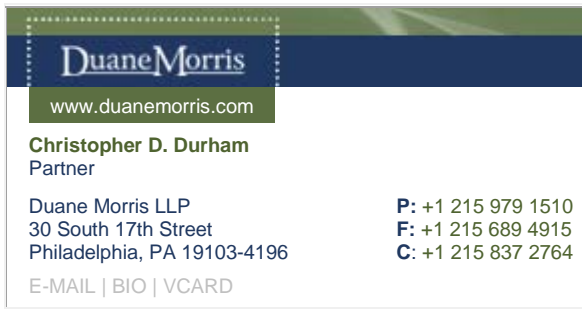 DuaneMorris
www.duanemorris.com
Christopher D. Durham
Partner
Duane Morris LLP
30 South 17th Street
Philadelphia, PA 19103-4196
P: +1 215 979 1510
F: +1 215 689 4915
C: +1 215 837 2764
E-MAIL | BIO | VCARD